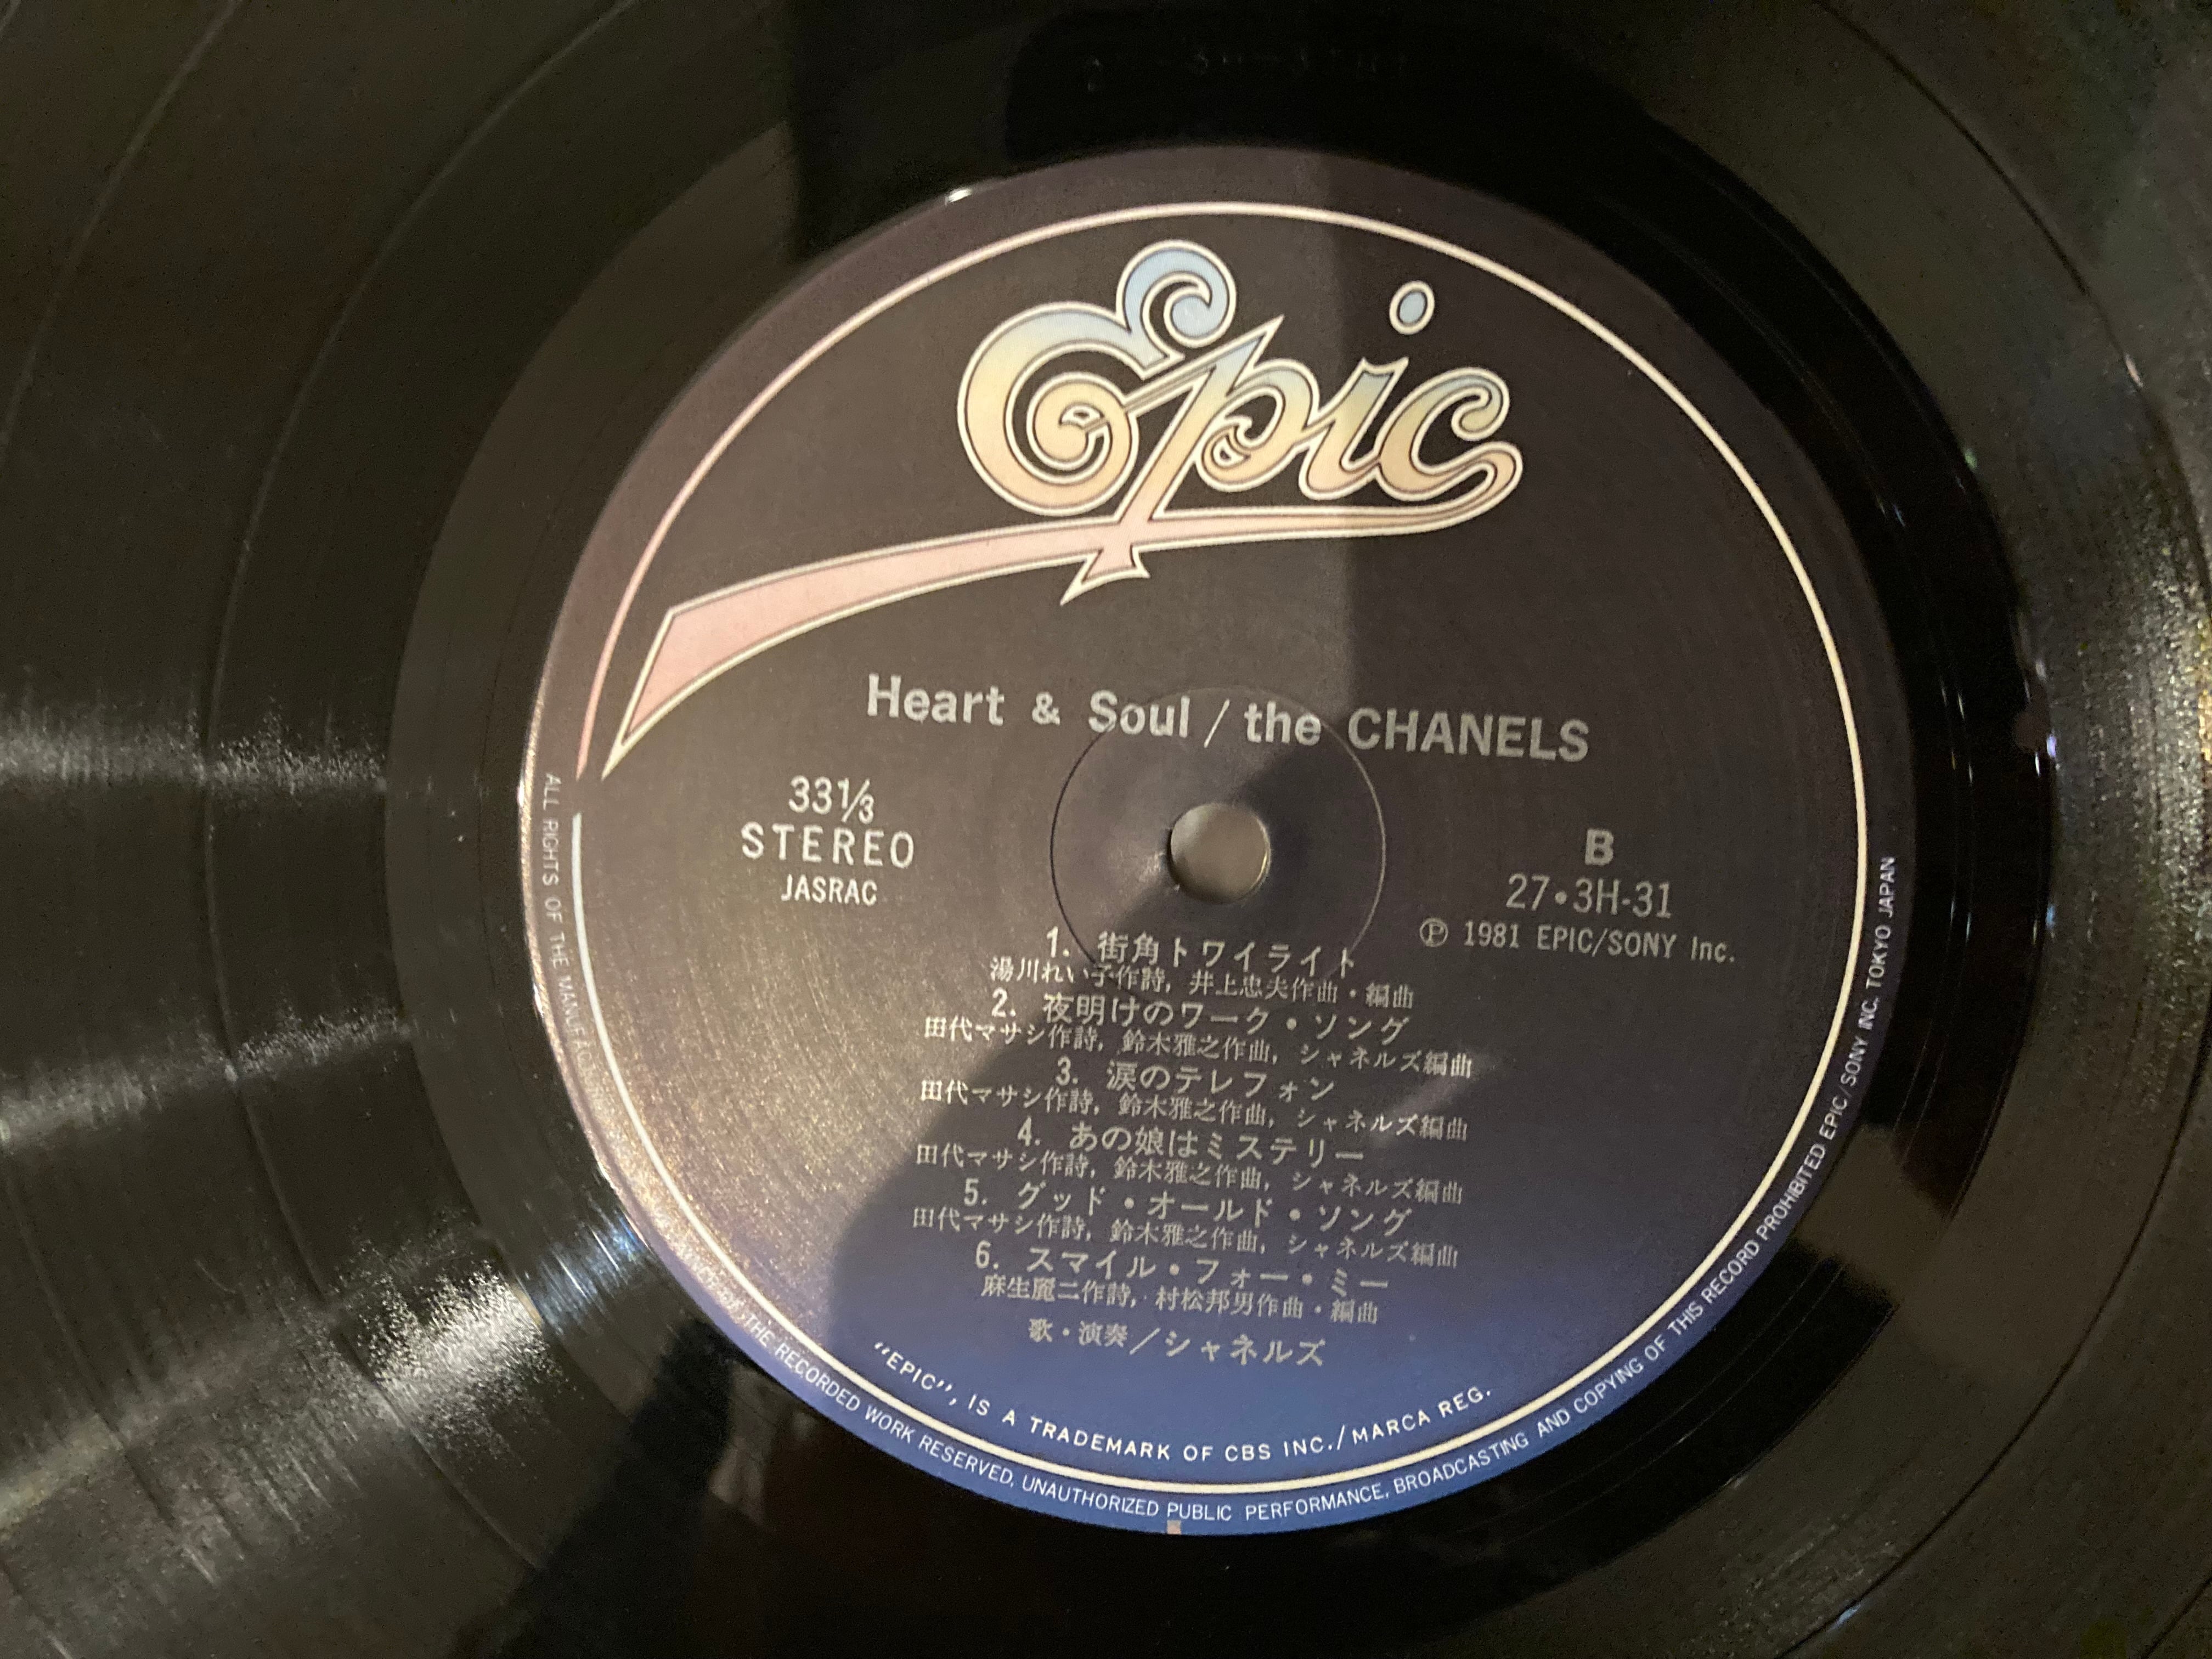 Epic
Heart & Soul / the CHANELS
33 1/3
STEREO
JASRAC
B
27・3H-31
℗ 1981 EPIC/SONY Inc.
1. 街角トワイライト
湯川れい子作詩, 井上忠夫作曲・編曲
2. 夜明けのワーク・ソング
田代マサシ作詩, 鈴木雅之作曲, シャネルズ編曲
3. 涙のテレフォン
田代マサシ作詩, 鈴木雅之作曲, シャネルズ編曲
4. あの娘はミステリー
田代マサシ作詩, 鈴木雅之作曲, シャネルズ編曲
5. グッド・オールド・ソング
田代マサシ作詩, 鈴木雅之作曲, シャネルズ編曲
6. スマイル・フォー・ミー
麻生麗二作詩, 村松邦男作曲・編曲
歌・演奏／シャネルズ
"EPIC", IS A TRADEMARK OF CBS INC./MARCA REG.
ALL RIGHTS OF THE THE RECORDED WORK RESERVED, UNAUTHORIZED PUBLIC PERFORMANCE, BROADCASTING AND COPYING OF THIS RECORD PROHIBITED EPIC/SONY INC. TOKYO JAPAN